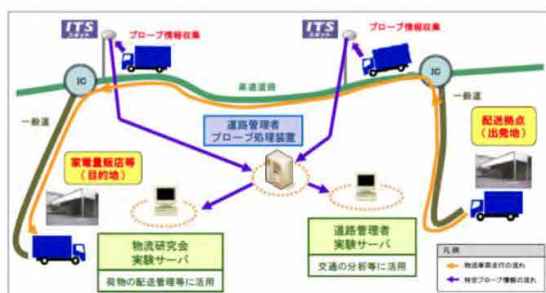 ITS
スポット
プローブ情報収集
ITS
スポット
プローブ情報収集
IC
高速道路
IC
一般道
一般道
道路管理者
プローブ処理装置
配送拠点
(出発地)
家電量販店等
(目的地)
物流研究会
実験サーバ
荷物の配送管理等に活用
道路管理者
実験サーバ
交通の分析等に活用
凡例
物流車両走行の流れ
特定プローブ情報の流れ